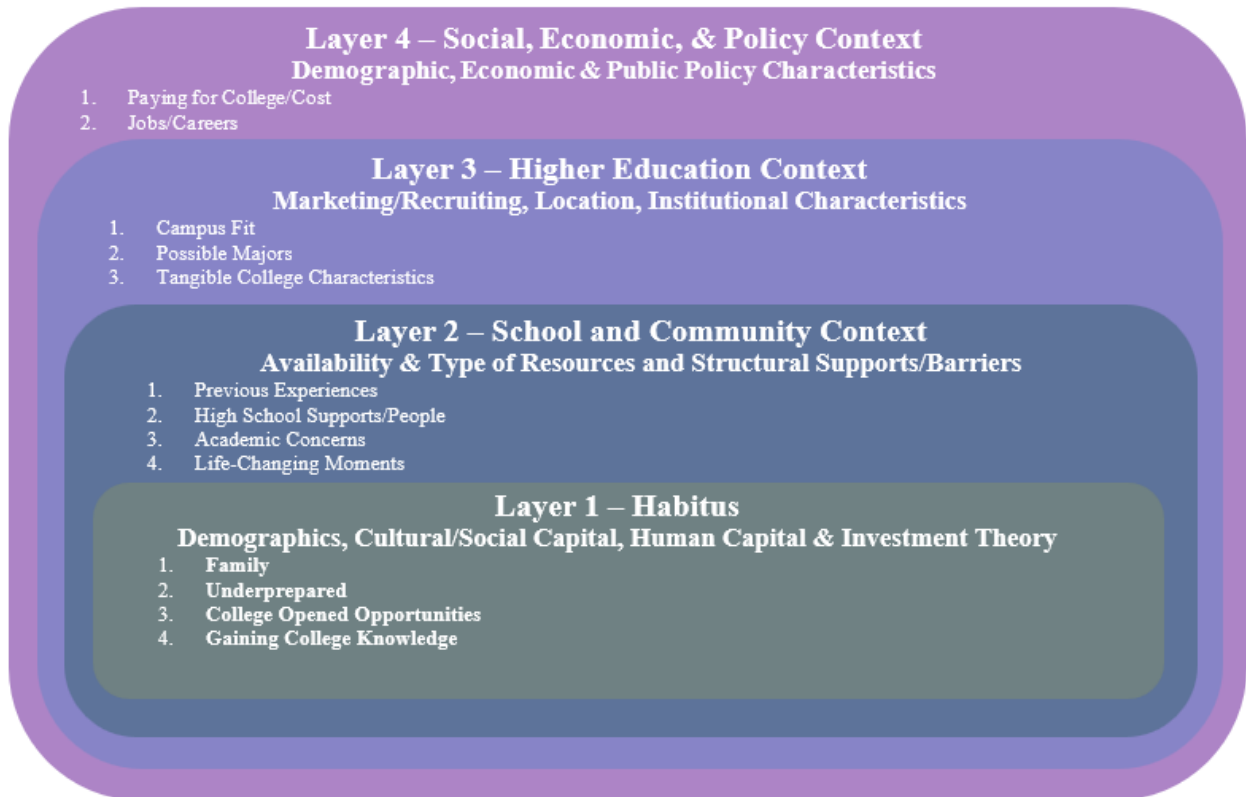 Layer 4 – Social, Economic, & Policy Context
Demographic, Economic & Public Policy Characteristics
1. Paying for College/Cost
2. Jobs/Careers
Layer 3 – Higher Education Context
Marketing/Recruiting, Location, Institutional Characteristics
1. Campus Fit
2. Possible Majors
3. Tangible College Characteristics
Layer 2 – School and Community Context
Availability & Type of Resources and Structural Supports/Barriers
1. Previous Experiences
2. High School Supports/People
3. Academic Concerns
4. Life-Changing Moments
Layer 1 – Habitus
Demographics, Cultural/Social Capital, Human Capital & Investment Theory
1. Family
2. Underprepared
3. College Opened Opportunities
4. Gaining College Knowledge